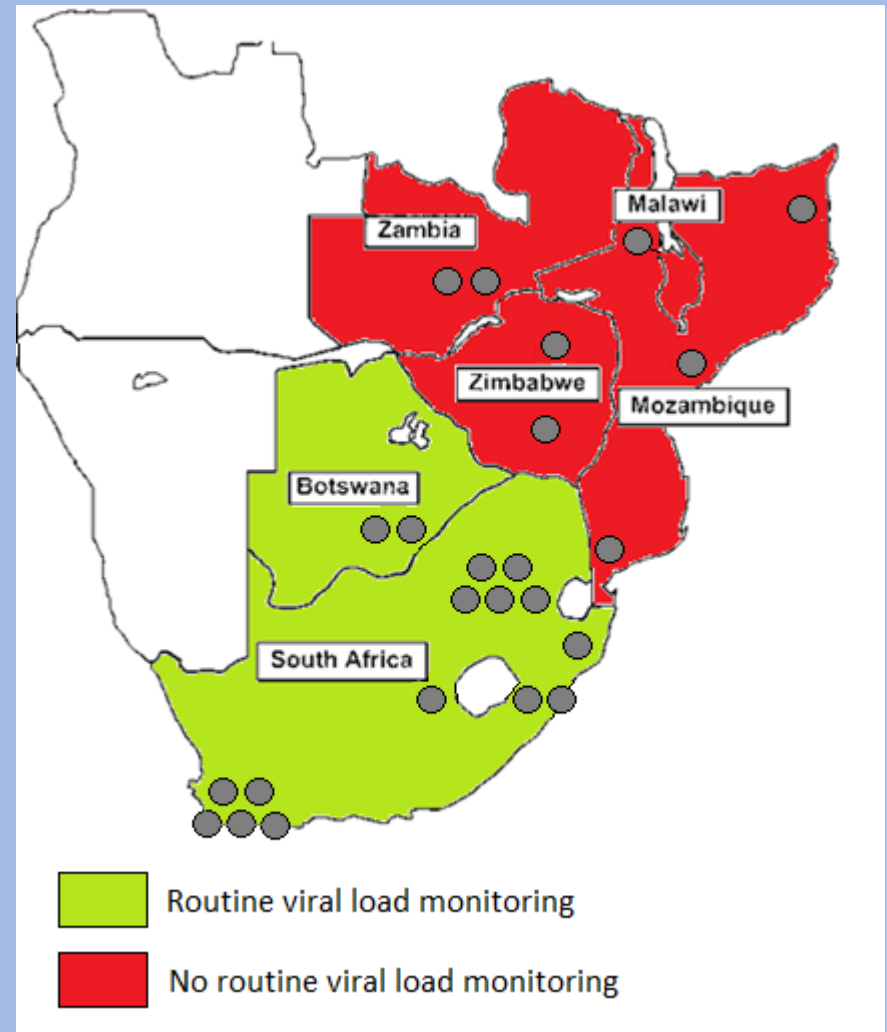 Malawi
Zambia
Zimbabwe
Mozambique
Botswana
South Africa
Routine viral load monitoring
No routine viral load monitoring